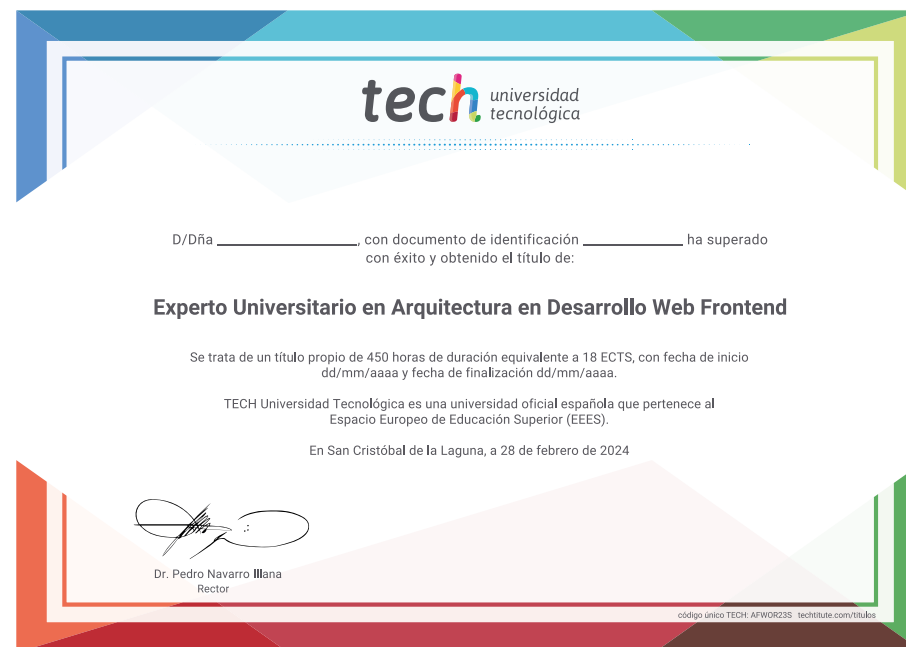 tech universidad
tecnológica
D/Dña ____________________, con documento de identificación ______________ ha superado
con éxito y obtenido el título de:
Experto Universitario en Arquitectura en Desarrollo Web Frontend
Se trata de un título propio de 450 horas de duración equivalente a 18 ECTS, con fecha de inicio
dd/mm/aaaa y fecha de finalización dd/mm/aaaa.
TECH Universidad Tecnológica es una universidad oficial española que pertenece al
Espacio Europeo de Educación Superior (EEES).
En San Cristóbal de la Laguna, a 28 de febrero de 2024
Dr. Pedro Navarro Illana
Rector
código único TECH: AFWOR23S techtitute.com/titulos